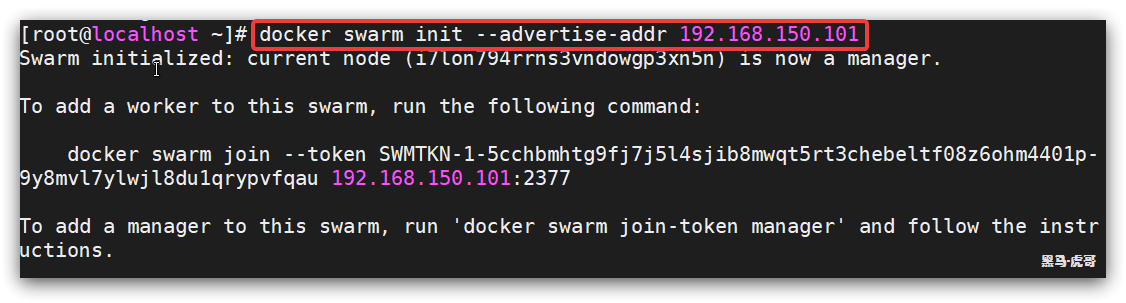 [root@localhost ~]# docker swarm init --advertise-addr 192.168.150.101
Swarm initialized: current node (i7lon794rrns3vndowgp3xn5n) is now a manager.
To add a worker to this swarm, run the following command:
docker swarm join --token SWMTKN-1-5cchbmhtg9fj7j5l4sjib8mwqt5rt3chebeltf08z6ohm4401p-
9y8mvl7ylwjl8du1qrypvfqau 192.168.150.101:2377
To add a manager to this swarm, run 'docker swarm join-token manager' and follow the instr
uctions.
黑马·虎哥